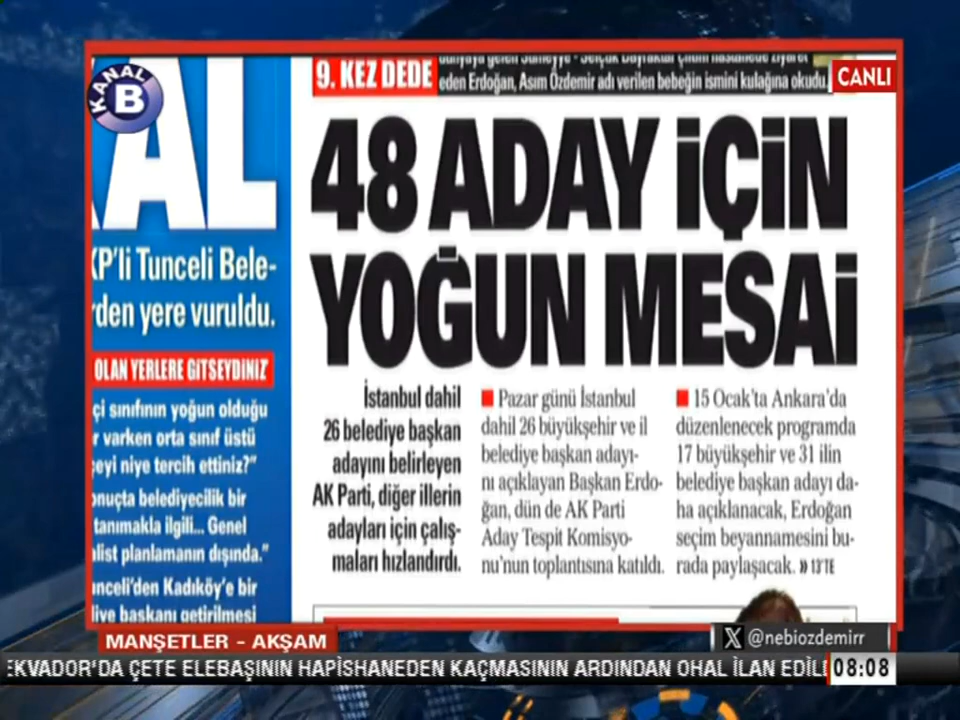 KANAL
B
CANLI
9. KEZ DEDE
eden Erdoğan, Asım Özdemir adı verilen bebeğin ismini kulağına okudu.
AL
KP'li Tunceli Bele-
rden yere vuruldu.
OLAN YERLERE GİTSEYDİNİZ
çi sınıfının yoğun olduğu
r varken orta sınıf üstü
çeyi niye tercih ettiniz?"
onuçta belediyecilik bir
tanımakla ilgili... Genel
alist planlamanın dışında."
unceli'den Kadıköy'e bir
diye başkanı getirilmesi
48 ADAY İÇİN
YOĞUN MESAİ
İstanbul dahil
26 belediye başkan
adayını belirleyen
AK Parti, diğer illerin
adayları için çalış-
maları hızlandırdı.
Pazar günü İstanbul
dahil 26 büyükşehir ve il
belediye başkan adayı-
nı açıklayan Başkan Erdo-
ğan, dün de AK Parti
Aday Tespit Komisyo-
nu'nun toplantısına katıldı.
15 Ocak'ta Ankara'da
düzenlenecek programda
17 büyükşehir ve 31 ilin
belediye başkan adayı da-
ha açıklanacak, Erdoğan
seçim beyannamesini bu-
rada paylaşacak. » 13'TE
MANŞETLER - AKŞAM
X @nebiozdemirr
EKVADOR'DA ÇETE ELEBAŞININ HAPİSHANEDEN KAÇMASININ ARDINDAN OHAL İLAN EDİL
08:08